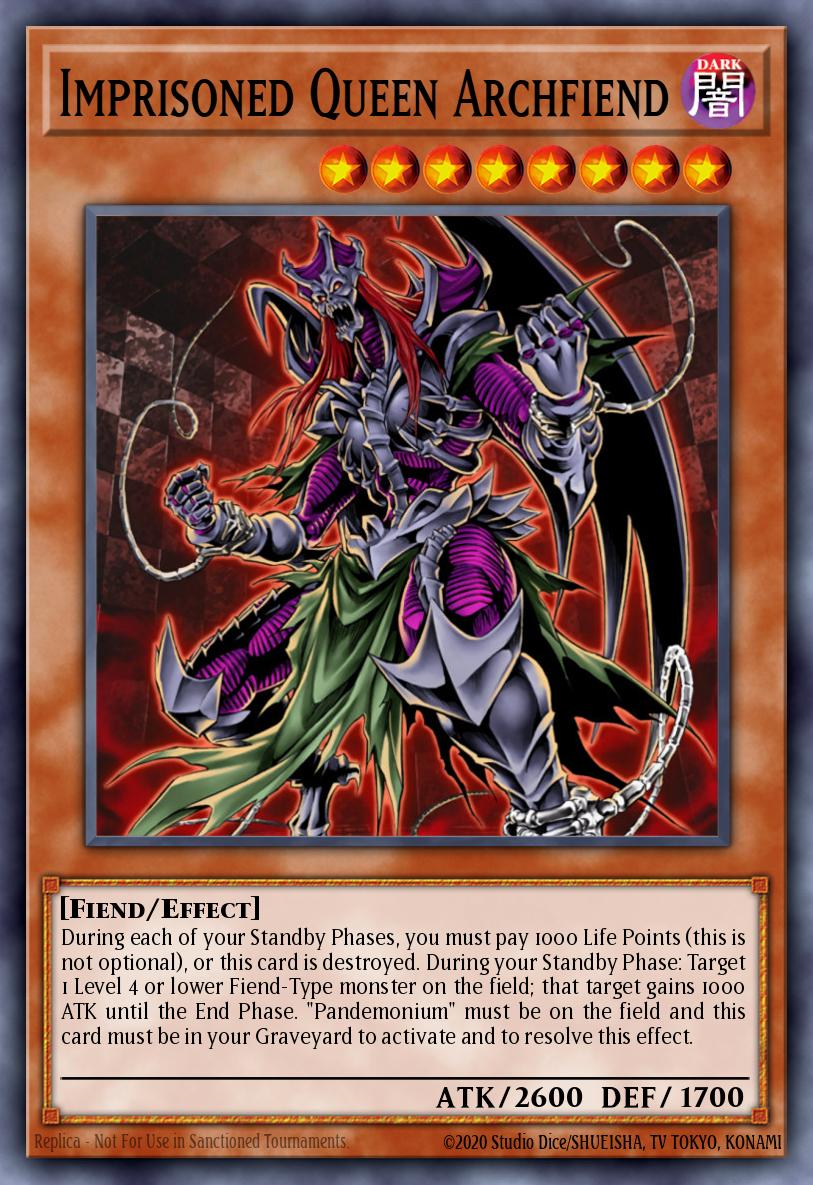 Imprisoned Queen Archfiend
DARK
闇
[Fiend/Effect]
During each of your Standby Phases, you must pay 1000 Life Points (this is
not optional), or this card is destroyed. During your Standby Phase: Target
1 Level 4 or lower Fiend-Type monster on the field; that target gains 1000
ATK until the End Phase. "Pandemonium" must be on the field and this
card must be in your Graveyard to activate and to resolve this effect.
ATK/2600 DEF/1700
Replica - Not For Use in Sanctioned Tournaments.
©2020 Studio Dice/SHUEISHA, TV TOKYO, KONAMI